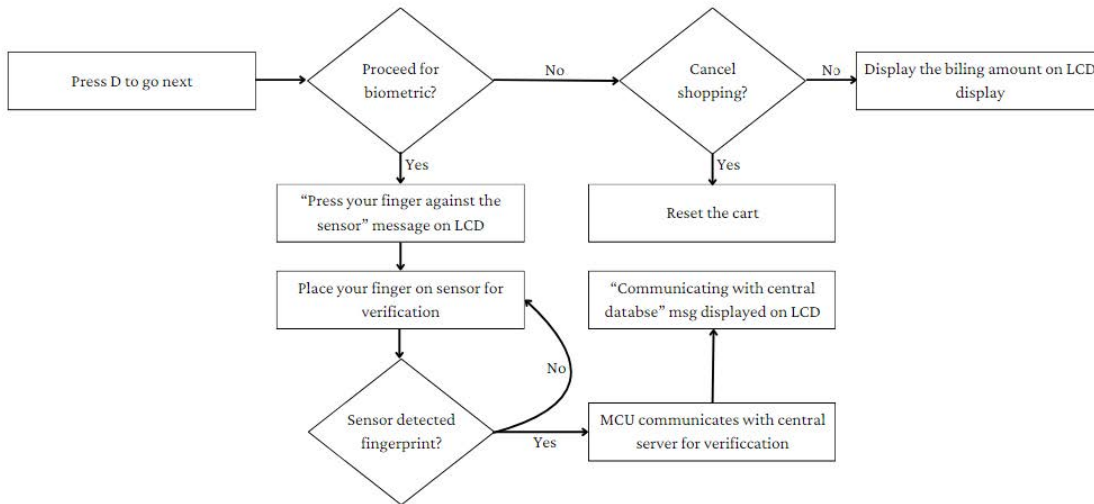 Press D to go next
Proceed for
biometric?
No
Cancel
shopping?
No
Display the biling amount on LCD
display
Yes
Yes
“Press your finger against the
sensor” message on LCD
Reset the cart
Place your finger on sensor for
verification
“Communicating with central
databse” msg displayed on LCD
No
Sensor detected
fingerprint?
Yes
MCU communicates with central
server for verificcation